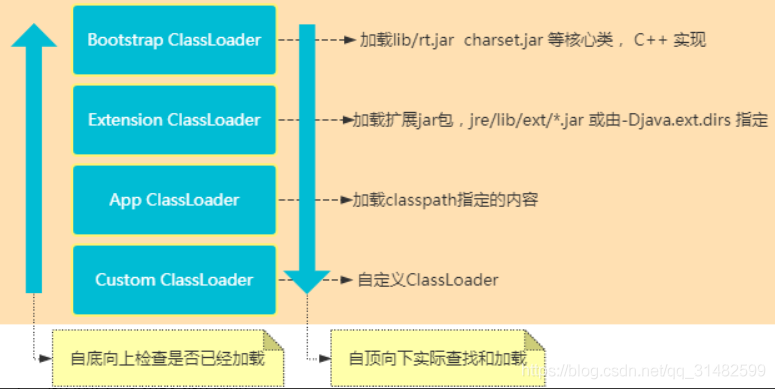 Bootstrap ClassLoader
加载lib/rt.jar charset.jar 等核心类， C++ 实现
Extension ClassLoader
加载扩展jar包，jre/lib/ext/*.jar 或由-Djava.ext.dirs 指定
App ClassLoader
加载classpath指定的内容
Custom ClassLoader
自定义ClassLoader
自底向上检查是否已经加载
自顶向下实际查找和加载
https://blog.csdn.net/qq_31482599